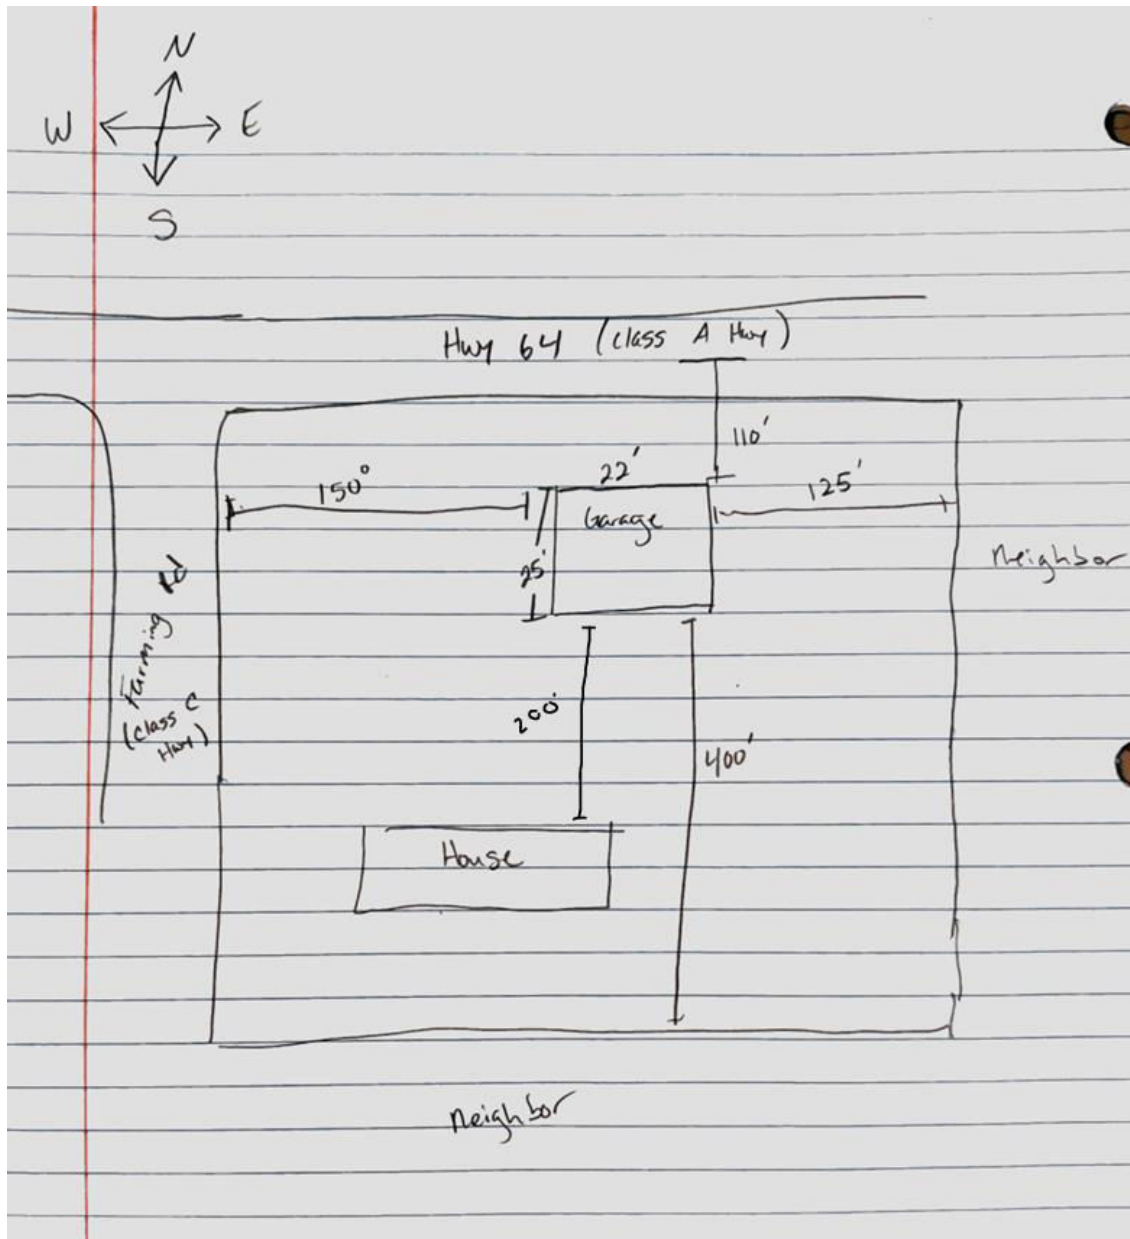 N
W E
S
Hwy 64 (Class A Hwy)
110'
150° 22' 125'
Garage
25'
Neighbor
Farming Rd
(Class C
Hwy)
200'
400'
House
Neighbor